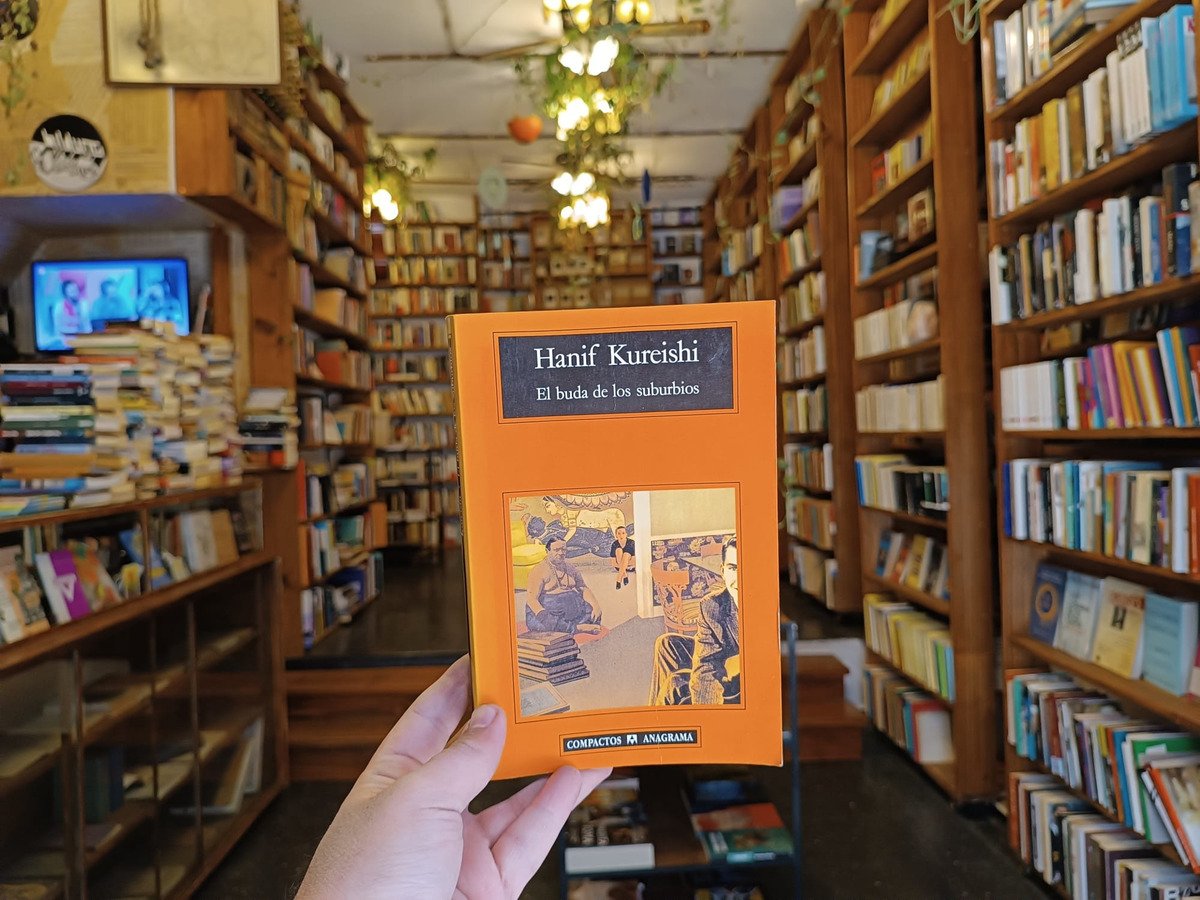 Hanif Kureishi
El buda de los suburbios
COMPACTOS ANAGRAMA